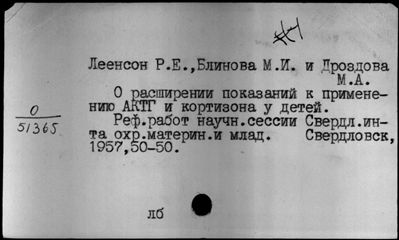 Леенсон Р.Е.,Блинова М.И. и Дроздова
М.А.
О расширении показаний к примене-
нию АКТГ и кортизона у детей.
Реф.работ научн.сессии Свердл.ин-
та охр.материн.и млад. Свердловск,
1957,50-50.
0
51365
лб